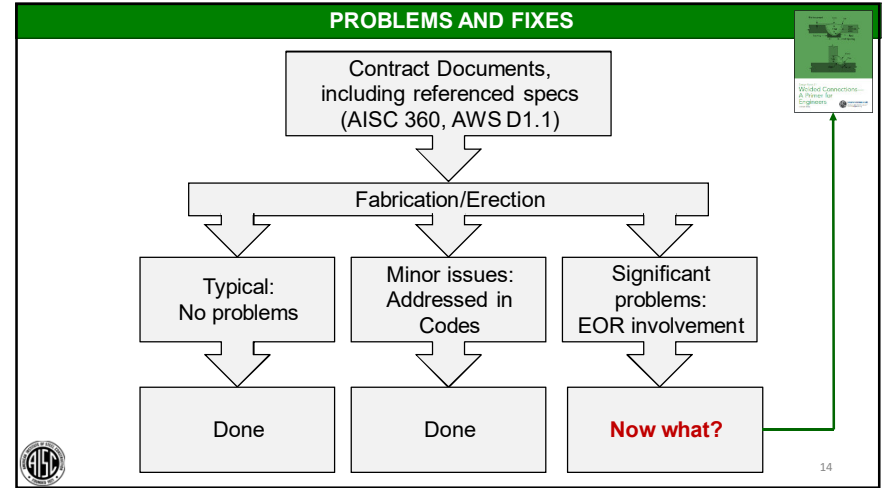 PROBLEMS AND FIXES
Contract Documents,
including referenced specs
(AISC 360, AWS D1.1)
Welded Connections—
A Primer for
Engineers
Fabrication/Erection
Typical:
No problems
Minor issues:
Addressed in
Codes
Significant
problems:
EOR involvement
Done
Done
Now what?
AISC
14